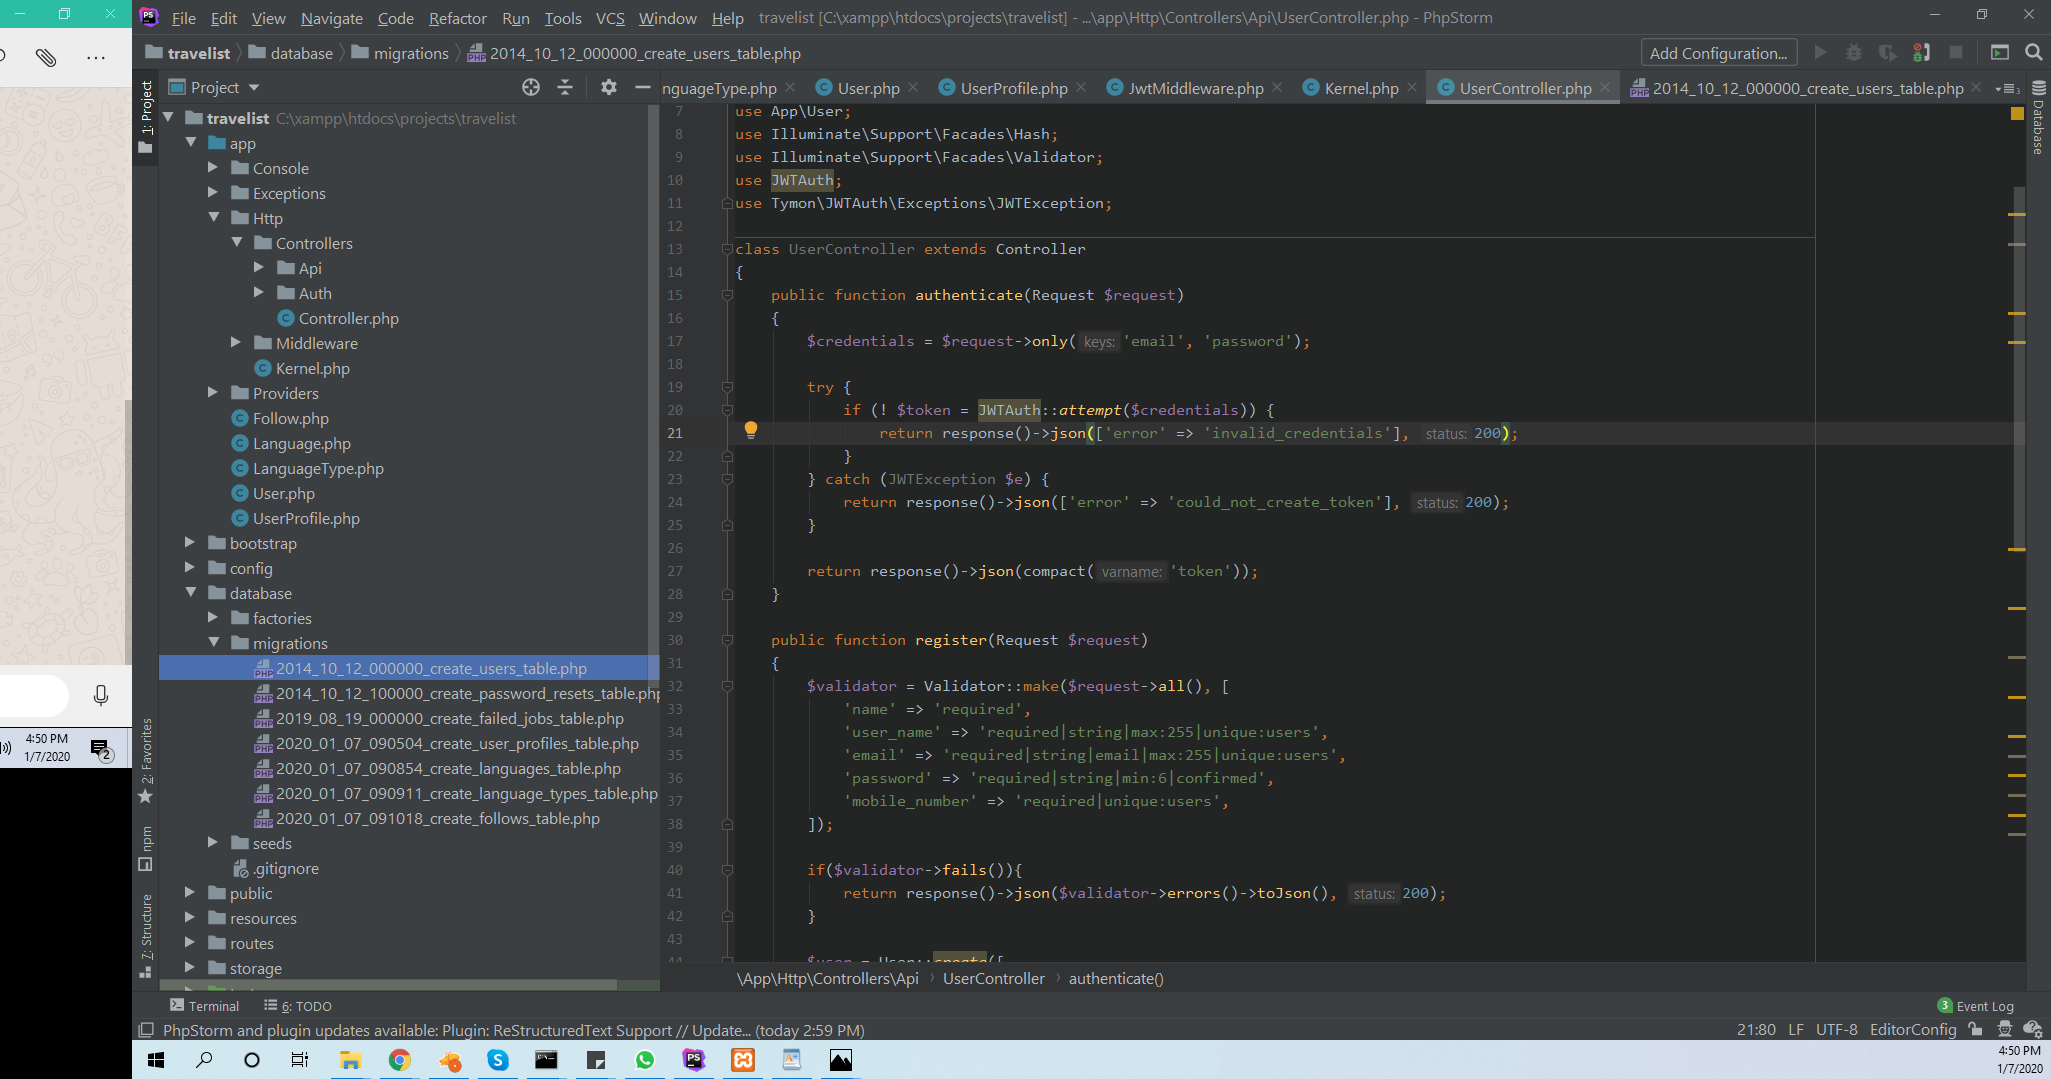 File Edit View Navigate Code Refactor Run Tools VCS Window Help travelist [C:\xampp\htdocs\projects\travelist] - ...\app\Http\Controllers\Api\UserController.php - PhpStorm
travelist database migrations 2014_10_12_000000_create_users_table.php Add Configuration...
Project
nguageType.php User.php UserProfile.php JwtMiddleware.php Kernel.php UserController.php 2014_10_12_000000_create_users_table.php
1: Project
travelist C:\xampp\htdocs\projects\travelist
app
Console
Exceptions
Http
Controllers
Api
Auth
Controller.php
Middleware
Kernel.php
Providers
Follow.php
Language.php
LanguageType.php
User.php
UserProfile.php
bootstrap
config
database
factories
migrations
2014_10_12_000000_create_users_table.php
2014_10_12_100000_create_password_resets_table.php
2019_08_19_000000_create_failed_jobs_table.php
2020_01_07_090504_create_user_profiles_table.php
2020_01_07_090854_create_languages_table.php
2020_01_07_090911_create_language_types_table.php
2020_01_07_091018_create_follows_table.php
seeds
.gitignore
public
resources
routes
storage
2: Favorites
npm
7: Structure
Database
7 use App\User;
8 use Illuminate\Support\Facades\Hash;
9 use Illuminate\Support\Facades\Validator;
10 use JWTAuth;
11 use Tymon\JWTAuth\Exceptions\JWTException;
12
13 class UserController extends Controller
14 {
15 public function authenticate(Request $request)
16 {
17 $credentials = $request->only( keys: 'email', 'password');
18
19 try {
20 if (! $token = JWTAuth::attempt($credentials)) {
21 return response()->json(['error' => 'invalid_credentials'], status: 200);
22 }
23 } catch (JWTException $e) {
24 return response()->json(['error' => 'could_not_create_token'], status: 200);
25 }
26
27 return response()->json(compact( varname: 'token'));
28 }
29
30 public function register(Request $request)
31 {
32 $validator = Validator::make($request->all(), [
33 'name' => 'required',
34 'user_name' => 'required|string|max:255|unique:users',
35 'email' => 'required|string|email|max:255|unique:users',
36 'password' => 'required|string|min:6|confirmed',
37 'mobile_number' => 'required|unique:users',
38 ]);
39
40 if($validator->fails()){
41 return response()->json($validator->errors()->toJson(), status: 200);
42 }
43
44 $user = User::create([
\App\Http\Controllers\Api UserController authenticate()
Terminal 6: TODO 3 Event Log
PhpStorm and plugin updates available: Plugin: ReStructuredText Support // Update... (today 2:59 PM) 21:80 LF UTF-8 EditorConfig
4:50 PM
1/7/2020
2
4:50 PM
1/7/2020